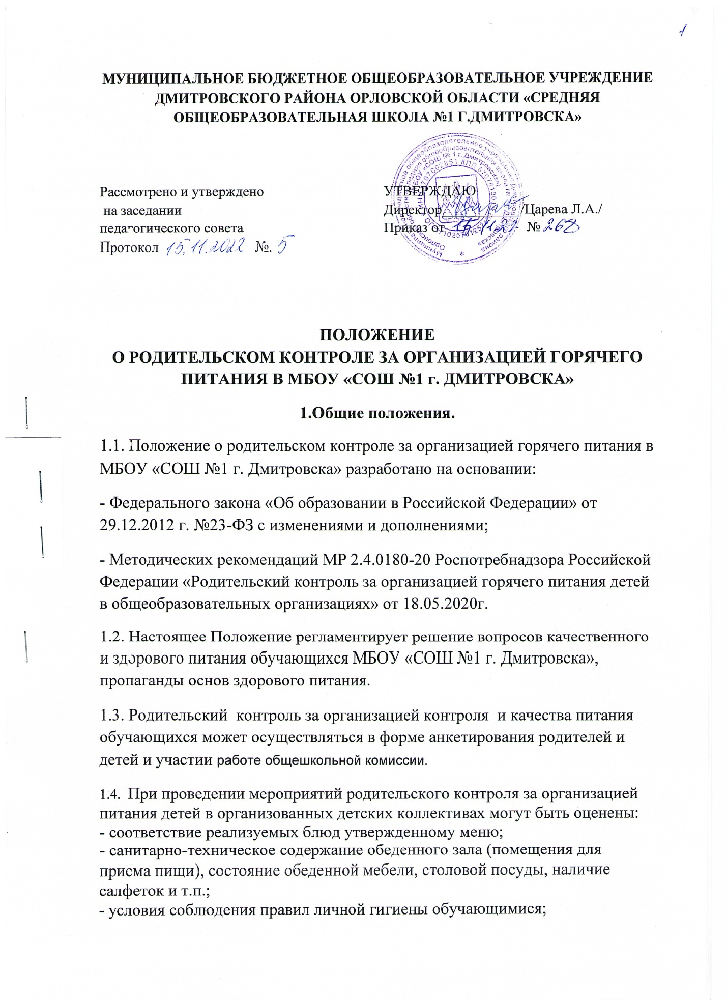 1
МУНИЦИПАЛЬНОЕ БЮДЖЕТНОЕ ОБЩЕОБРАЗОВАТЕЛЬНОЕ УЧРЕЖДЕНИЕ
ДМИТРОВСКОГО РАЙОНА ОРЛОВСКОЙ ОБЛАСТИ «СРЕДНЯЯ
ОБЩЕОБРАЗОВАТЕЛЬНАЯ ШКОЛА №1 Г.ДМИТРОВСКА»
Рассмотрено и утверждено
на заседании
педагогического совета
Протокол 15.11.2022 №. 5
УТВЕРЖДАЮ
Директор /Царева Л.А./
Приказ от 15.11.22 № 268
ПОЛОЖЕНИЕ
О РОДИТЕЛЬСКОМ КОНТРОЛЕ ЗА ОРГАНИЗАЦИЕЙ ГОРЯЧЕГО
ПИТАНИЯ В МБОУ «СОШ №1 г. ДМИТРОВСКА»
1.Общие положения.
1.1. Положение о родительском контроле за организацией горячего питания в
МБОУ «СОШ №1 г. Дмитровска» разработано на основании:
- Федерального закона «Об образовании в Российской Федерации» от
29.12.2012 г. №23-ФЗ с изменениями и дополнениями;
- Методических рекомендаций МР 2.4.0180-20 Роспотребнадзора Российской
Федерации «Родительский контроль за организацией горячего питания детей
в общеобразовательных организациях» от 18.05.2020г.
1.2. Настоящее Положение регламентирует решение вопросов качественного
и здорового питания обучающихся МБОУ «СОШ №1 г. Дмитровска»,
пропаганды основ здорового питания.
1.3. Родительский контроль за организацией контроля и качества питания
обучающихся может осуществляться в форме анкетирования родителей и
детей и участии работе общешкольной комиссии.
1.4. При проведении мероприятий родительского контроля за организацией
питания детей в организованных детских коллективах могут быть оценены:
- соответствие реализуемых блюд утвержденному меню;
- санитарно-техническое содержание обеденного зала (помещения для
приема пищи), состояние обеденной мебели, столовой посуды, наличие
салфеток и т.п.;
- условия соблюдения правил личной гигиены обучающимися;